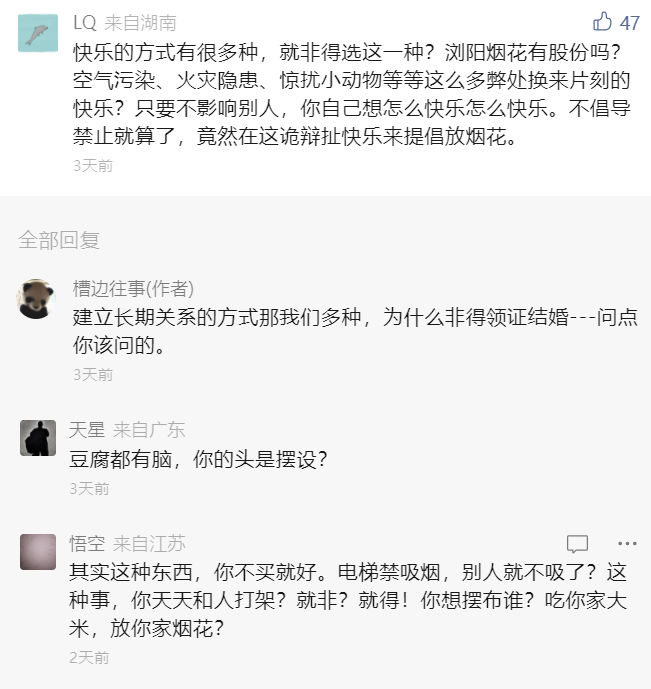 LQ 来自湖南 47
快乐的方式有很多种，就非得选这一种？浏阳烟花有股份吗？
空气污染、火灾隐患、惊扰小动物等等这么多弊处换来片刻的
快乐？只要不影响别人，你自己想怎么快乐怎么快乐。不倡导
禁止就算了，竟然在这诡辩扯快乐来提倡放烟花。
3天前
全部回复
槽边往事(作者)
建立长期关系的方式那我们多种，为什么非得领证结婚---问点
你该问的。
3天前
天星 来自广东
豆腐都有脑，你的头是摆设？
3天前
悟空 来自江苏
其实这种东西，你不买就好。电梯禁吸烟，别人就不吸了？这
种事，你天天和人打架？就非？就得！你想摆布谁？吃你家大
米，放你家烟花？
2天前